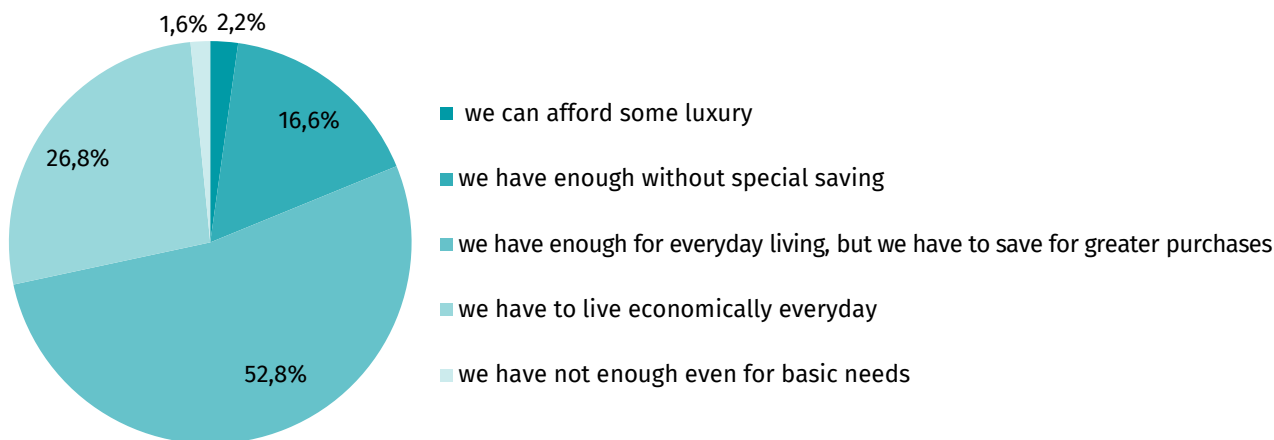 1,6% 2,2%
16,6%
26,8%
52,8%
we can afford some luxury
we have enough without special saving
we have enough for everyday living, but we have to save for greater purchases
we have to live economically everyday
we have not enough even for basic needs